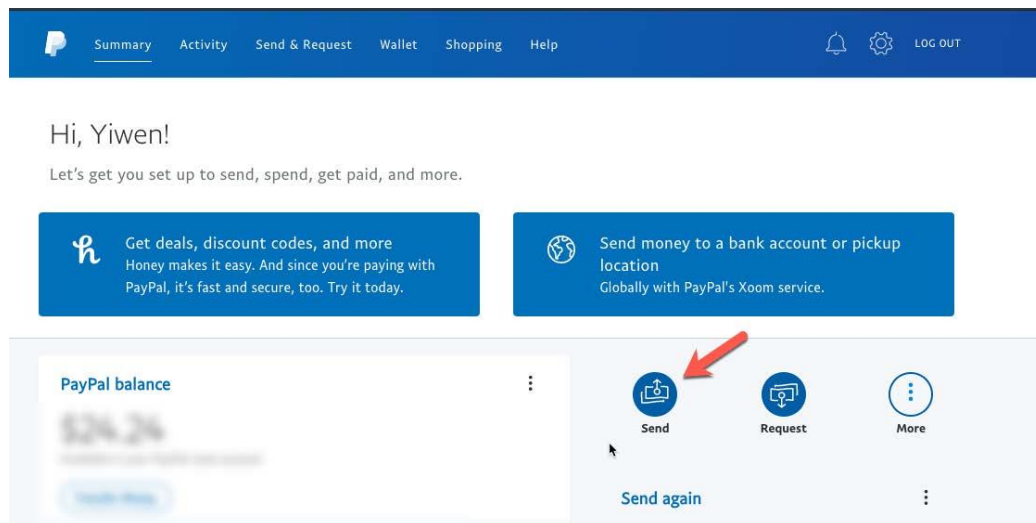 Summary Activity Send & Request Wallet Shopping Help LOG OUT
Hi, Yiwen!
Let's get you set up to send, spend, get paid, and more.
Get deals, discount codes, and more
Honey makes it easy. And since you're paying with
PayPal, it's fast and secure, too. Try it today.
Send money to a bank account or pickup
location
Globally with PayPal's Xoom service.
PayPal balance
Send Request More
Send again